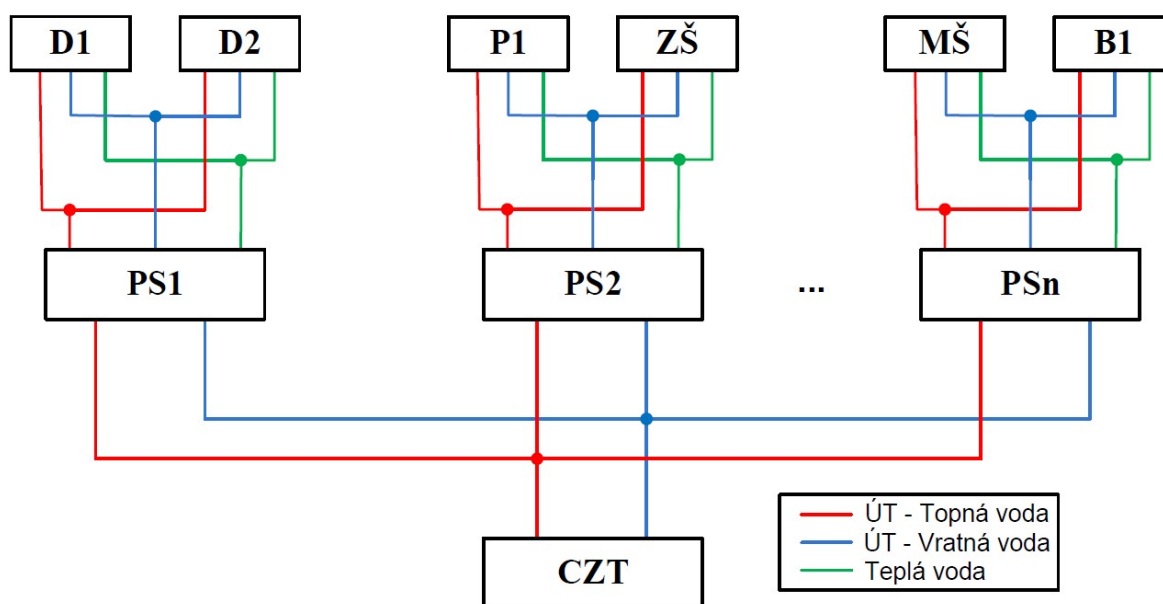 D1 D2 P1 ZŠ MŠ B1
PS1 PS2 ... PSn
CZT
ÚT - Topná voda
ÚT - Vratná voda
Teplá voda